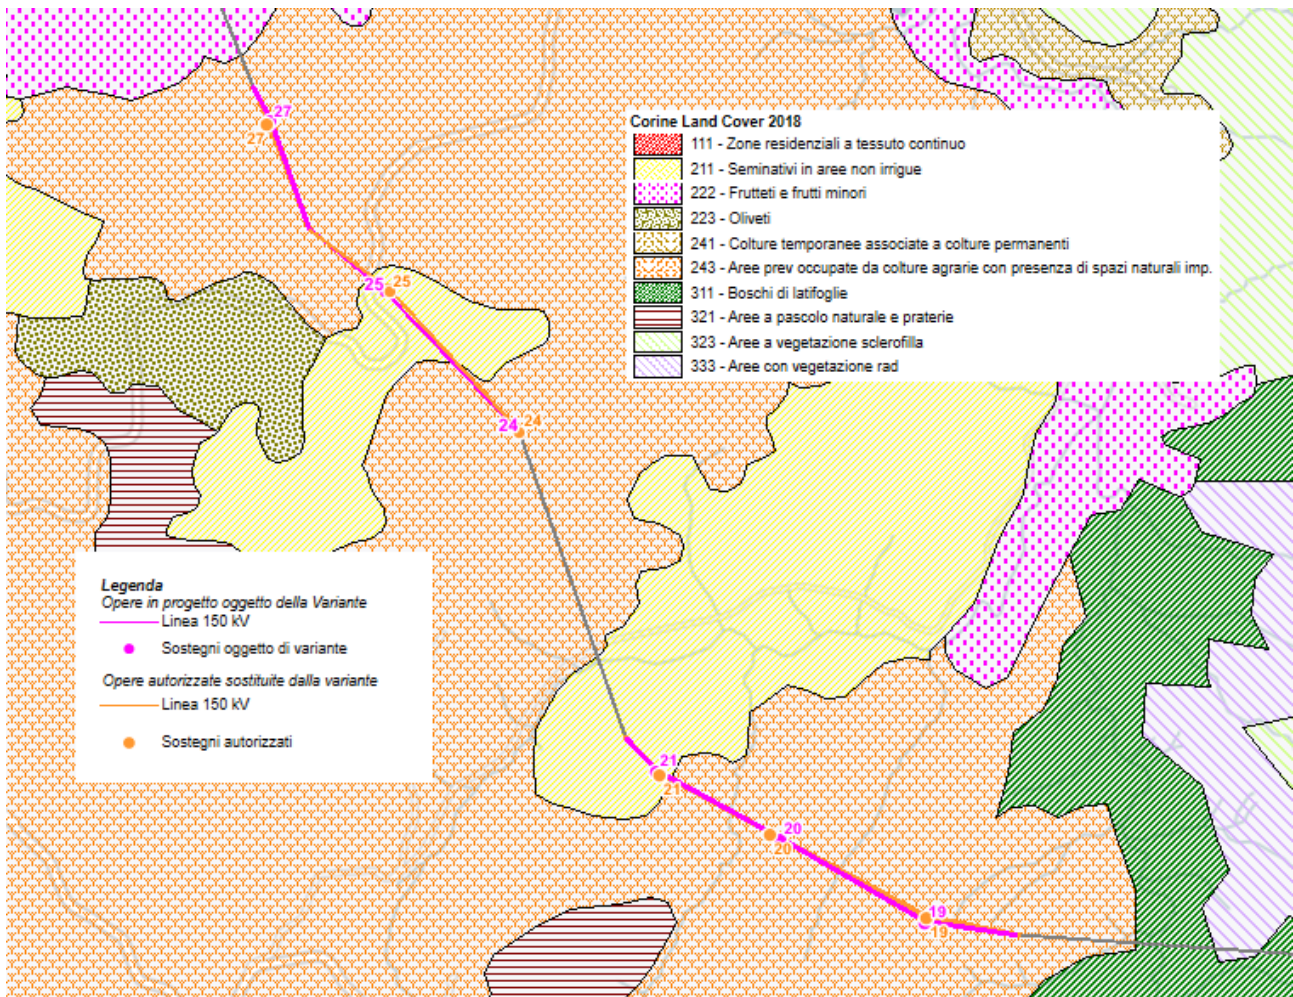 27
27
Corine Land Cover 2018
111 - Zone residenziali a tessuto continuo
211 - Seminativi in aree non irrigue
222 - Frutteti e frutti minori
223 - Oliveti
241 - Colture temporanee associate a colture permanenti
243 - Aree prev occupate da colture agrarie con presenza di spazi naturali imp.
311 - Boschi di latifoglie
321 - Aree a pascolo naturale e praterie
323 - Aree a vegetazione sclerofilla
333 - Aree con vegetazione rad
25 25
24 24
Legenda
Opere in progetto oggetto della Variante
Linea 150 kV
Sostegni oggetto di variante
Opere autorizzate sostituite dalla variante
Linea 150 kV
Sostegni autorizzati
21
21
20
20
19
19